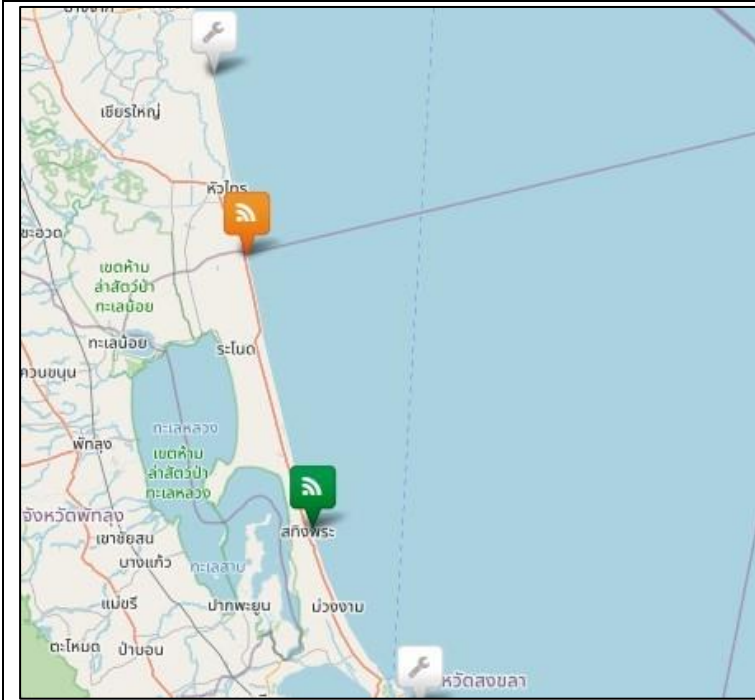 เชียรใหญ่
หัวไทร
ชะอวด
เขตห้าม
ล่าสัตว์ป่า
ทะเลน้อย
ทะเลน้อย
ระโนด
ควนขนุน
ทะเลหลวง
พัทลุง
เขตห้าม
ล่าสัตว์ป่า
ทะเลหลวง
จังหวัดพัทลุง
สทิงพระ
เขาชัยสน
บางแก้ว
ทะเลสาบ
แม่ขรี
ปากพะยูน
ม่วงงาม
ตะโหมด
ป่าบอน
หวัดสงขลา